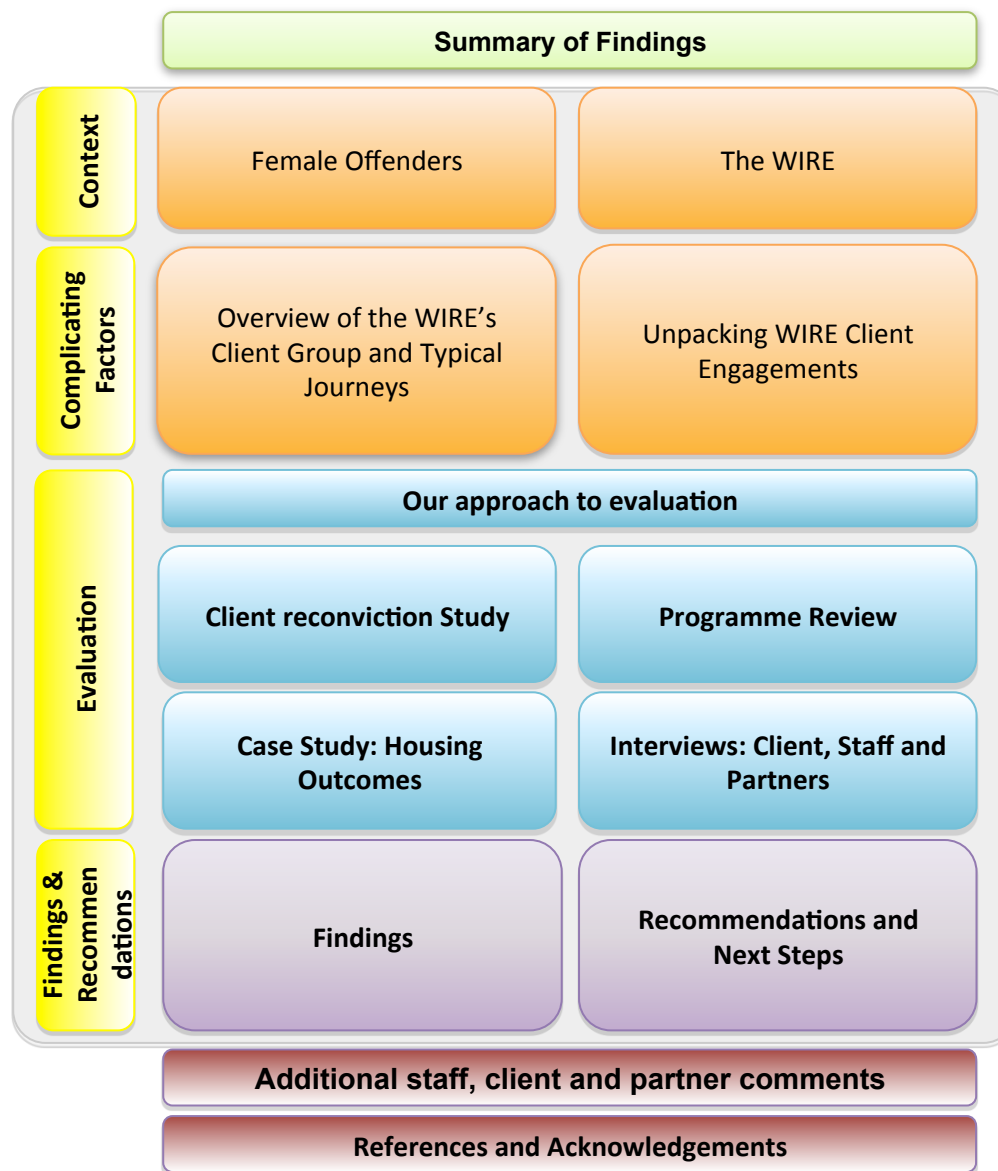 Summary of Findings
Context
Female Offenders
The WIRE
Complicating
Factors
Overview of the WIRE's
Client Group and Typical
Journeys
Unpacking WIRE Client
Engagements
Evaluation
Our approach to evaluation
Client reconviction Study
Programme Review
Case Study: Housing
Outcomes
Interviews: Client, Staff and
Partners
Findings &
Recommen
dations
Findings
Recommendations and
Next Steps
Additional staff, client and partner comments
References and Acknowledgements